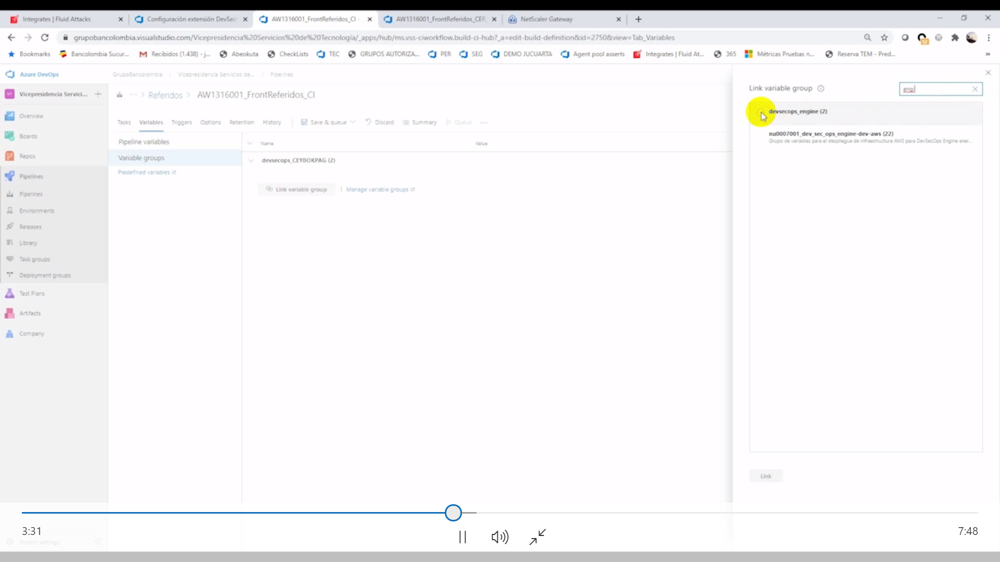 Integrates | Fluid Attacks
Configuración extensión DevSec
AW1316001_FrontReferidos_CI -
AW1316001_FrontReferidos_CER
NetScaler Gateway
grupobancolombia.visualstudio.com/Vicepresidencia%20Servicios%20de%20Tecnología/_apps/hub/ms.vss-ciworkflow.build-ci-hub?_a=edit-build-definition&id=2750&view=Tab_Variables
12
Bookmarks
Bancolombia Sucur...
Recibidos (1.438) - j...
Abeokuta
CheckLists
TEC
GRUPOS AUTORIZA...
PER
SEG
DEMO JUCUARTA
Agent pool asserts
Integrates | Fluid At...
365
Métricas Pruebas n...
Reserva TEM - Pred...
»
Azure DevOps
GrupoBancolombia / Vicepresidencia Servicios de... / Pipelines
VT
Vicepresidencia Servici...
... > Referidos > AW1316001_FrontReferidos_CI
Overview
Boards
Repos
Pipelines
Pipelines
Environments
Releases
Library
Task groups
Deployment groups
Test Plans
Artifacts
Company
Project settings
Tasks
Variables
Triggers
Options
Retention
History
Save & queue
Discard
Summary
Queue
...
Pipeline variables
Variable groups
Predefined variables
Name
Value
devsecops_CEYBOKPAG (2)
Link variable group
| Manage variable groups
Link variable group
engi
devsecops_engine (2)
nu0007001_dev_sec_ops_engine-dev-aws (22)
Grupo de variables para el despliegue de infraestructura AWS para DevSecOps Engine enel...
Link
3:31
7:48